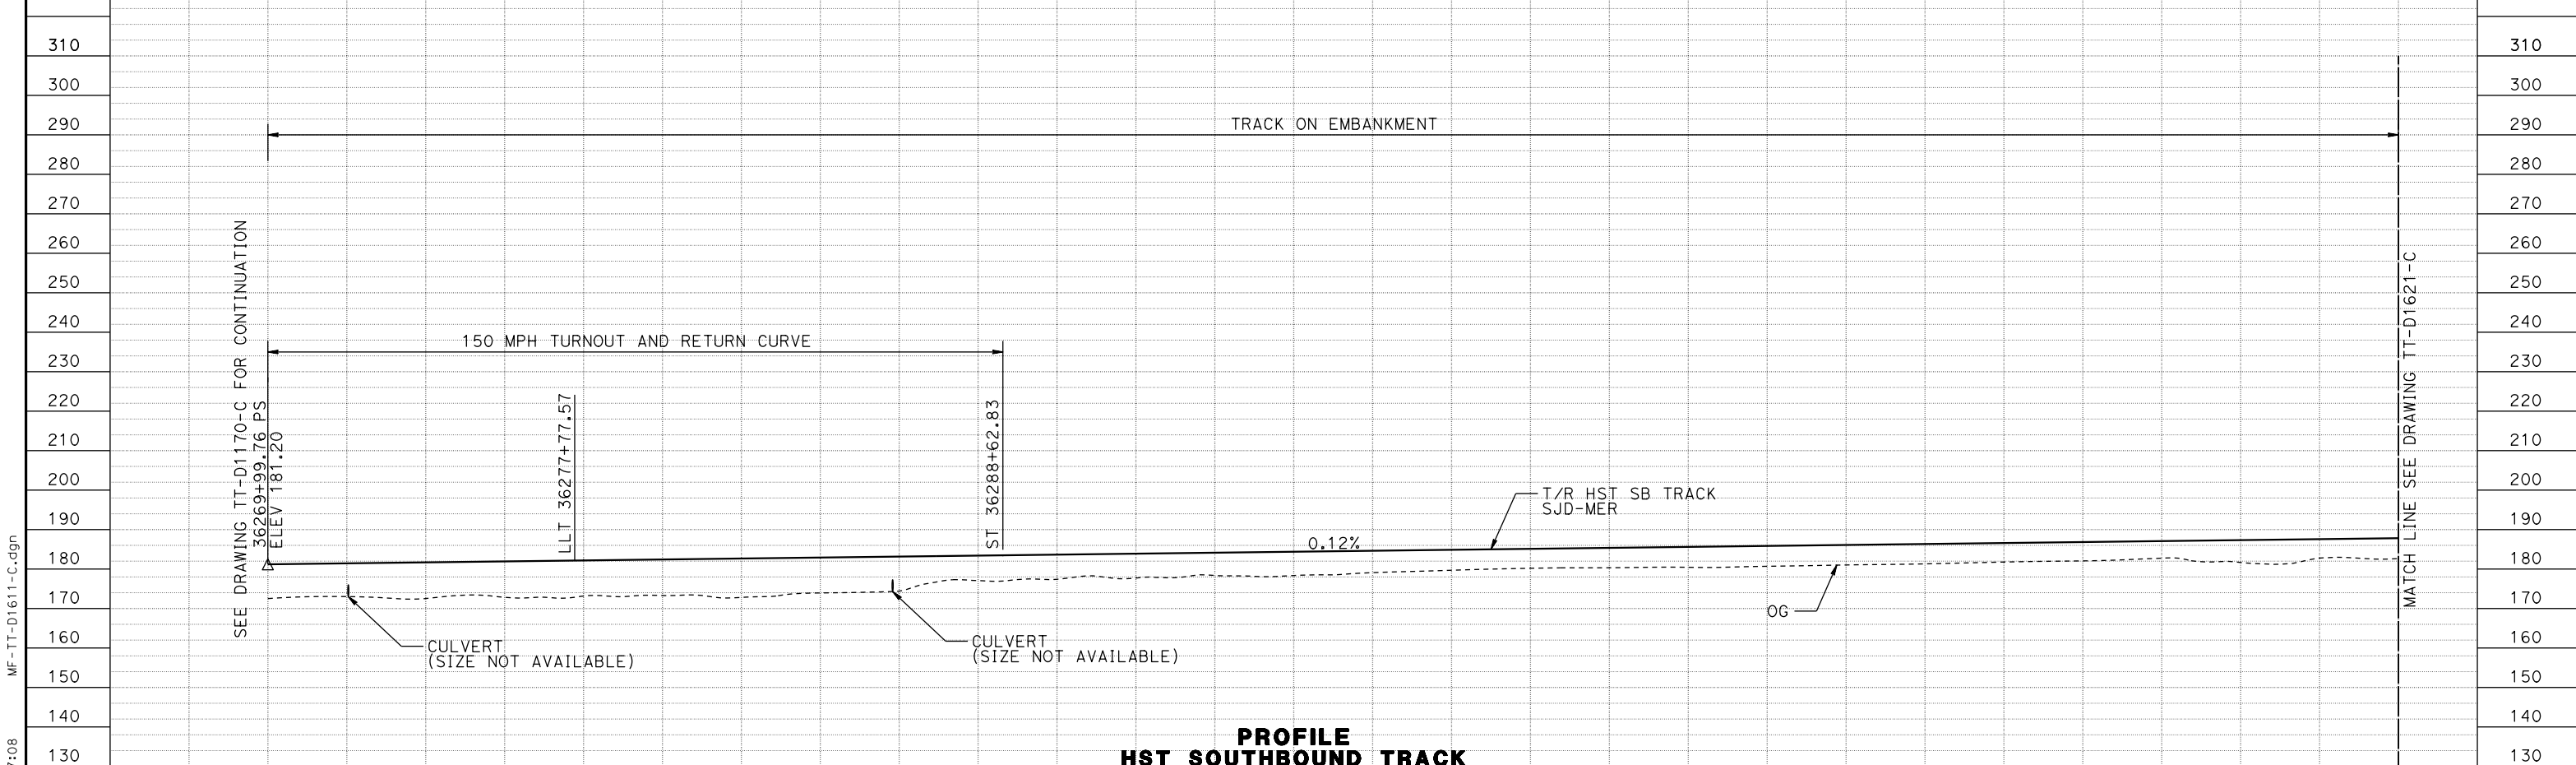 310
300
290
280
270
260
250
240
230
220
210
200
190
180
170
160
150
140
130
MF-TT-D1611-C.dgn
7:08
TRACK ON EMBANKMENT
SEE DRAWING TT-D1170-C FOR CONTINUATION
36269+99.76 PS
ELEV 181.20
150 MPH TURNOUT AND RETURN CURVE
LLT 36277+77.57
ST 36288+62.83
0.12%
T/R HST SB TRACK
SJD-MER
CULVERT
(SIZE NOT AVAILABLE)
CULVERT
(SIZE NOT AVAILABLE)
OG
MATCH LINE SEE DRAWING TT-D1621-C
PROFILE
HST SOUTHBOUND TRACK
310
300
290
280
270
260
250
240
230
220
210
200
190
180
170
160
150
140
130